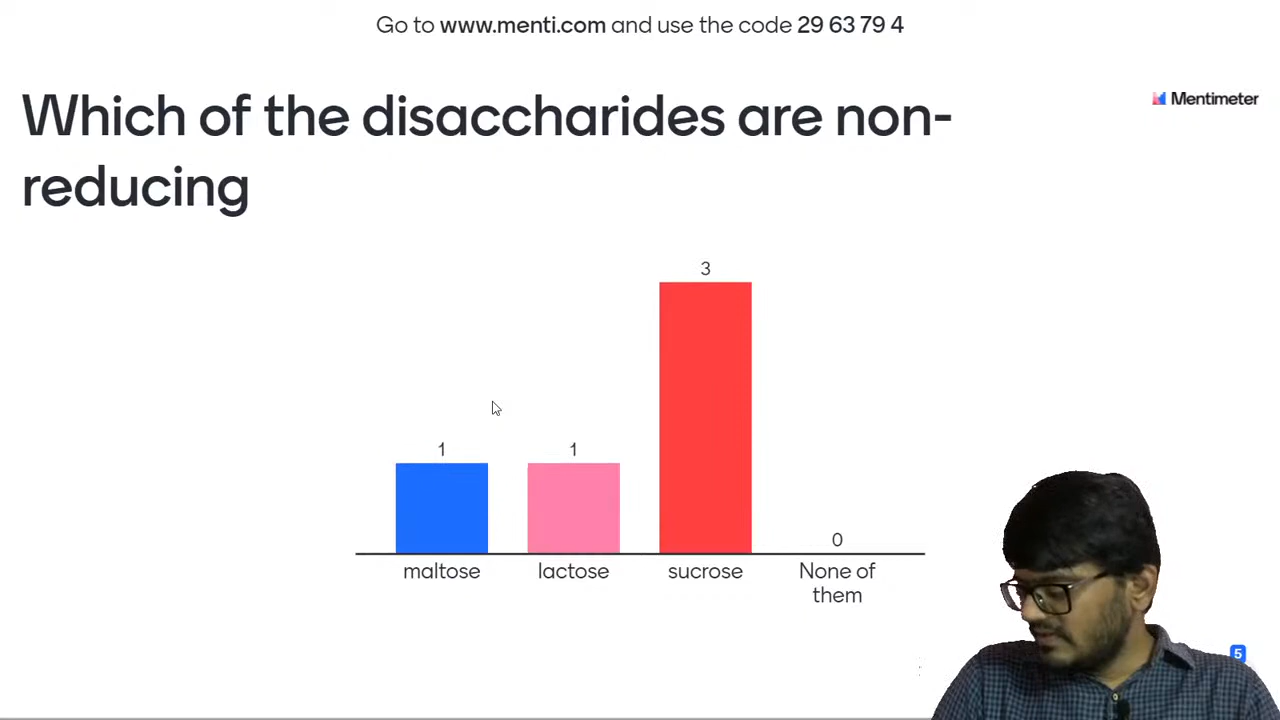 Go to www.menti.com and use the code 29 63 79 4
Mentimeter
Which of the disaccharides are non-
reducing
3
1
1
0
maltose
lactose
sucrose
None of
them
5